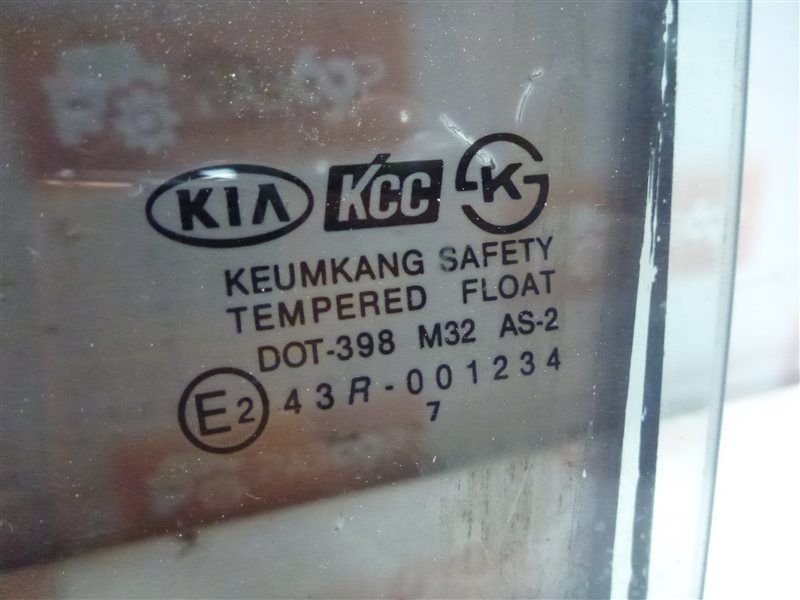 KIA KCC K
KEUMKANG SAFETY
TEMPERED FLOAT
DOT-398 M32 AS-2
E2 43R-001234
7